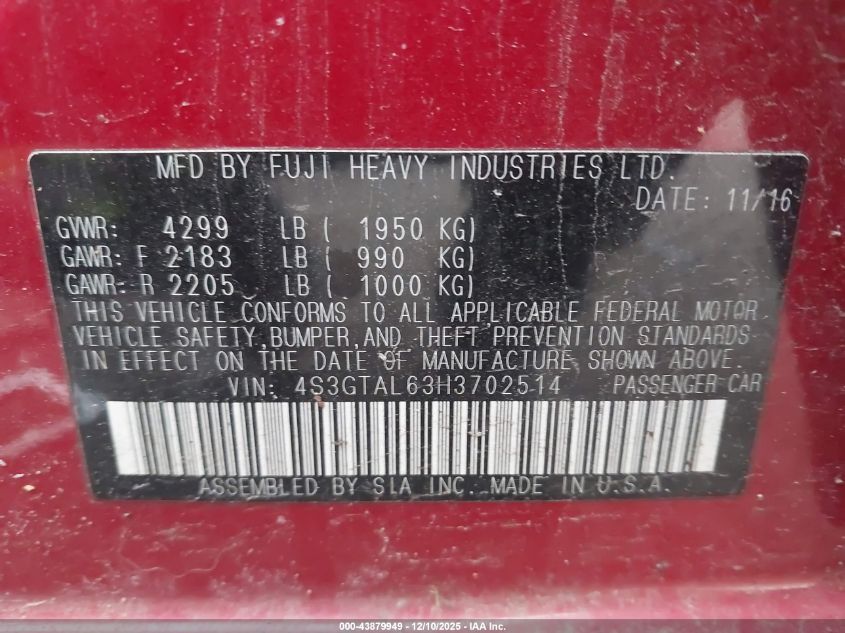 MFD BY FUJI HEAVY INDUSTRIES LTD.
DATE: 11/16
GVWR: 4299 LB ( 1950 KG)
GAWR: F 2183 LB ( 990 KG)
GAWR: R 2205 LB ( 1000 KG)
THIS VEHICLE CONFORMS TO ALL APPLICABLE FEDERAL MOTOR
VEHICLE SAFETY,BUMPER,AND THEFT PREVENTION STANDARDS
IN EFFECT ON THE DATE OF MANUFACTURE SHOWN ABOVE.
VIN: 4S3GTAL63H3702514 PASSENGER CAR
ASSEMBLED BY SIA INC. MADE IN U.S.A.
000-43879949 - 12/10/2025 - IAA Inc.